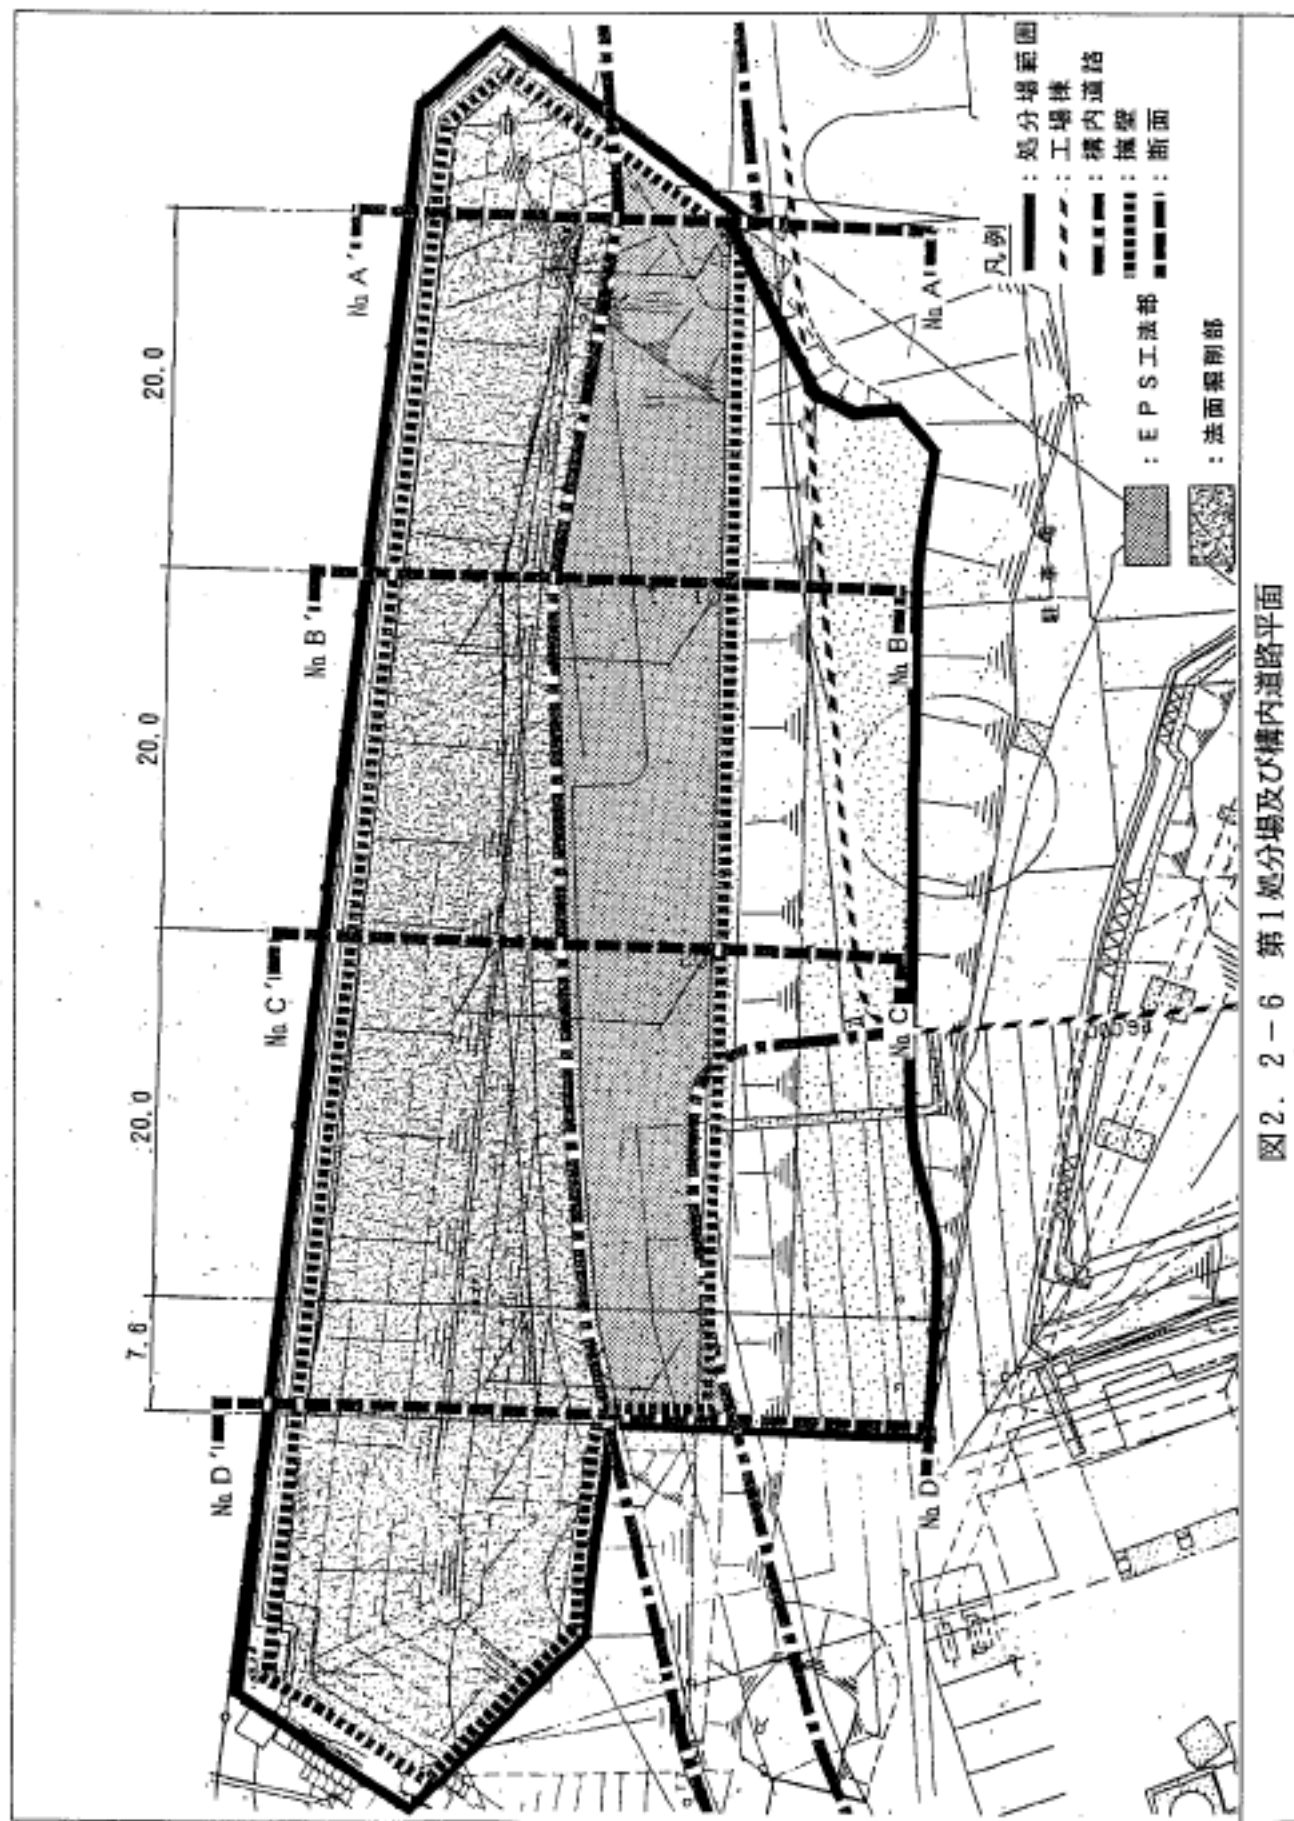 20.0
20.0
20.0
7.6
№ A'
№ B'
№ C'
№ D'
№ A
№ B
№ C
№ D
凡例
: 処分場範囲
: 工場棟
: 構内道路
: 擁壁
: 断面
: EPS工法部
: 法面掘削部
図2.2-6 第1処分場及び構内道路平面